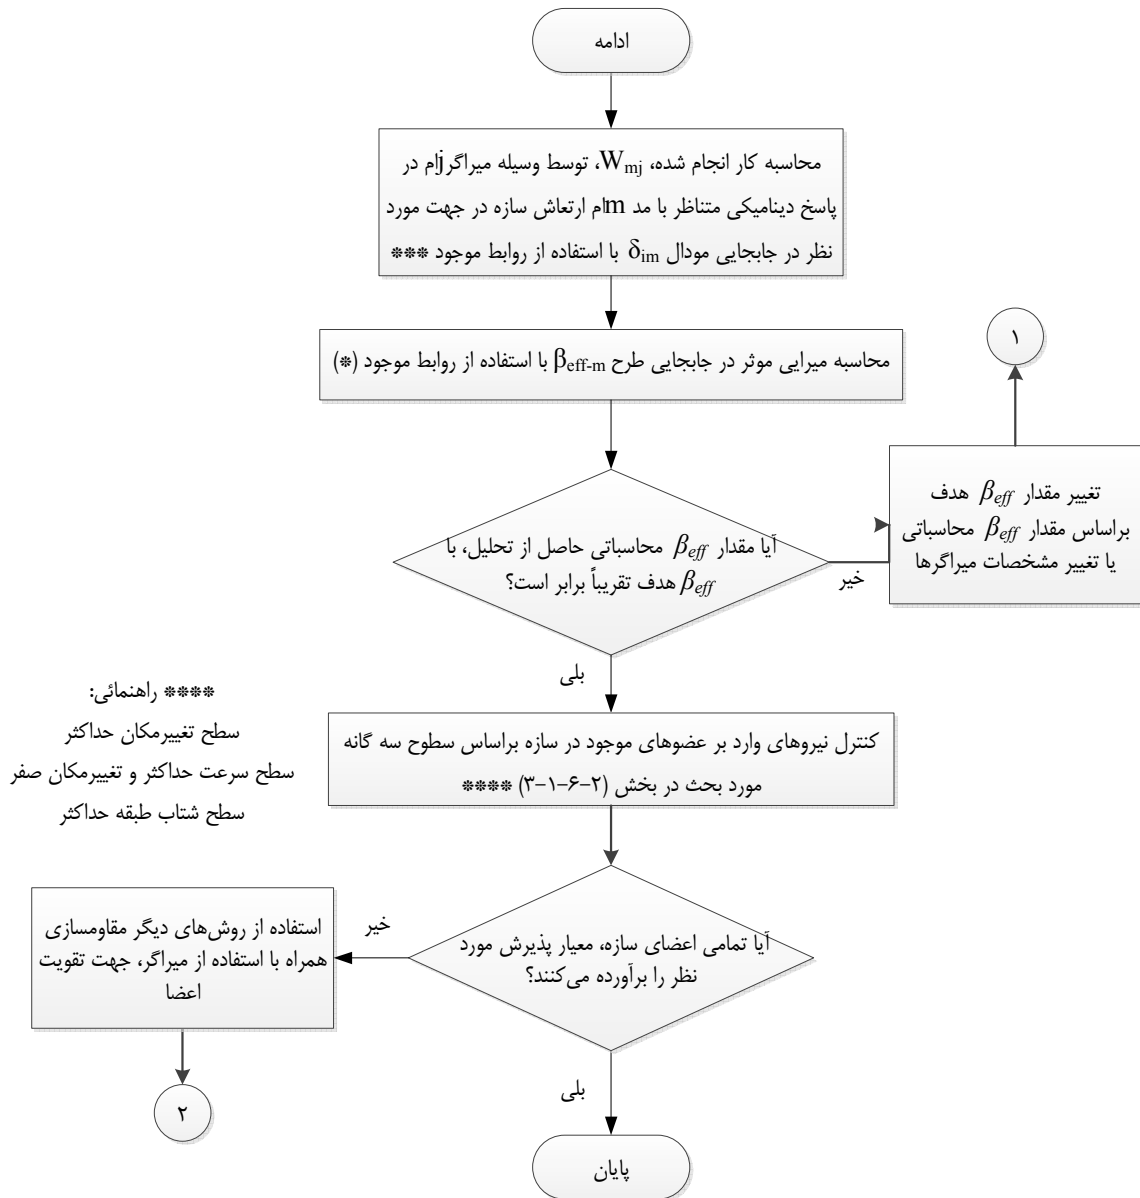 ادامه
محاسبه کار انجام شده، Wmj، توسط وسیله میراگر jام در
پاسخ دینامیکی متناظر با مد mام ارتعاش سازه در جهت مورد
نظر در جابجایی مودال δim با استفاده از روابط موجود ***
۱
محاسبه میرایی موثر در جابجایی طرح βeff-m با استفاده از روابط موجود (*)
تغییر مقدار βeff هدف
براساس مقدار βeff محاسباتی
یا تغییر مشخصات میراگرها
آیا مقدار βeff محاسباتی حاصل از تحلیل، با
βeff هدف تقریباً برابر است؟
خیر
بلی
**** راهنمائی:
سطح تغییرمکان حداکثر
سطح سرعت حداکثر و تغییرمکان صفر
سطح شتاب طبقه حداکثر
کنترل نیروهای وارد بر عضوهای موجود در سازه براساس سطوح سه گانه
مورد بحث در بخش (۲-۶-۱-۳) ****
آیا تمامی اعضای سازه، معیار پذیرش مورد
نظر را برآورده می‌کنند؟
خیر
استفاده از روش‌های دیگر مقاومسازی
همراه با استفاده از میراگر، جهت تقویت
اعضا
۲
بلی
پایان